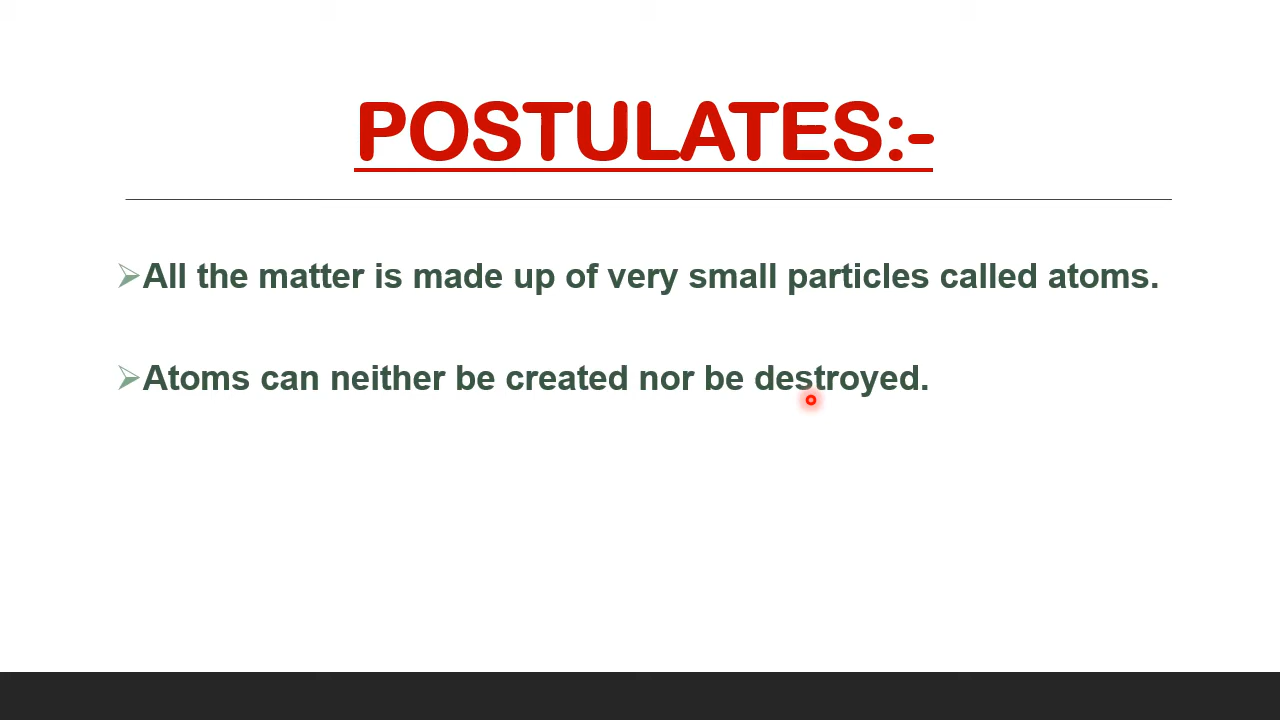 POSTULATES:-
➢All the matter is made up of very small particles called atoms.
➢Atoms can neither be created nor be destroyed.